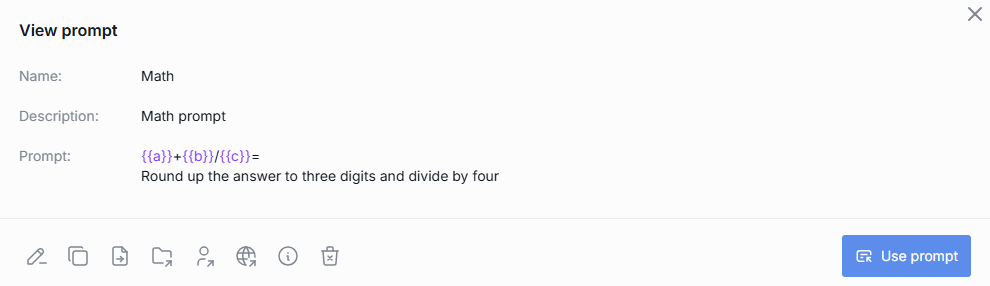 View prompt
Name: Math
Description: Math prompt
Prompt: {{a}}+{{b}}/{{c}}=
Round up the answer to three digits and divide by four
Use prompt